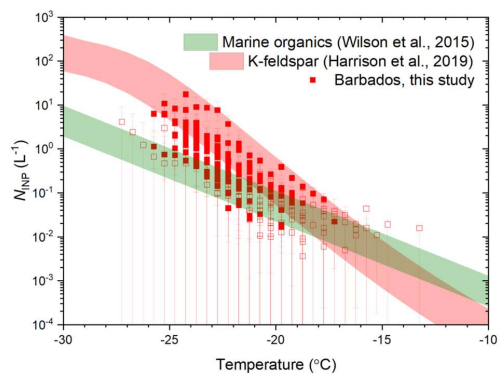 Marine organics (Wilson et al., 2015)
K-feldspar (Harrison et al., 2019)
Barbados, this study
N_INP (L⁻¹)
10³
10²
10¹
10⁰
10⁻¹
10⁻²
10⁻³
10⁻⁴
-30 -25 -20 -15 -10
Temperature (°C)